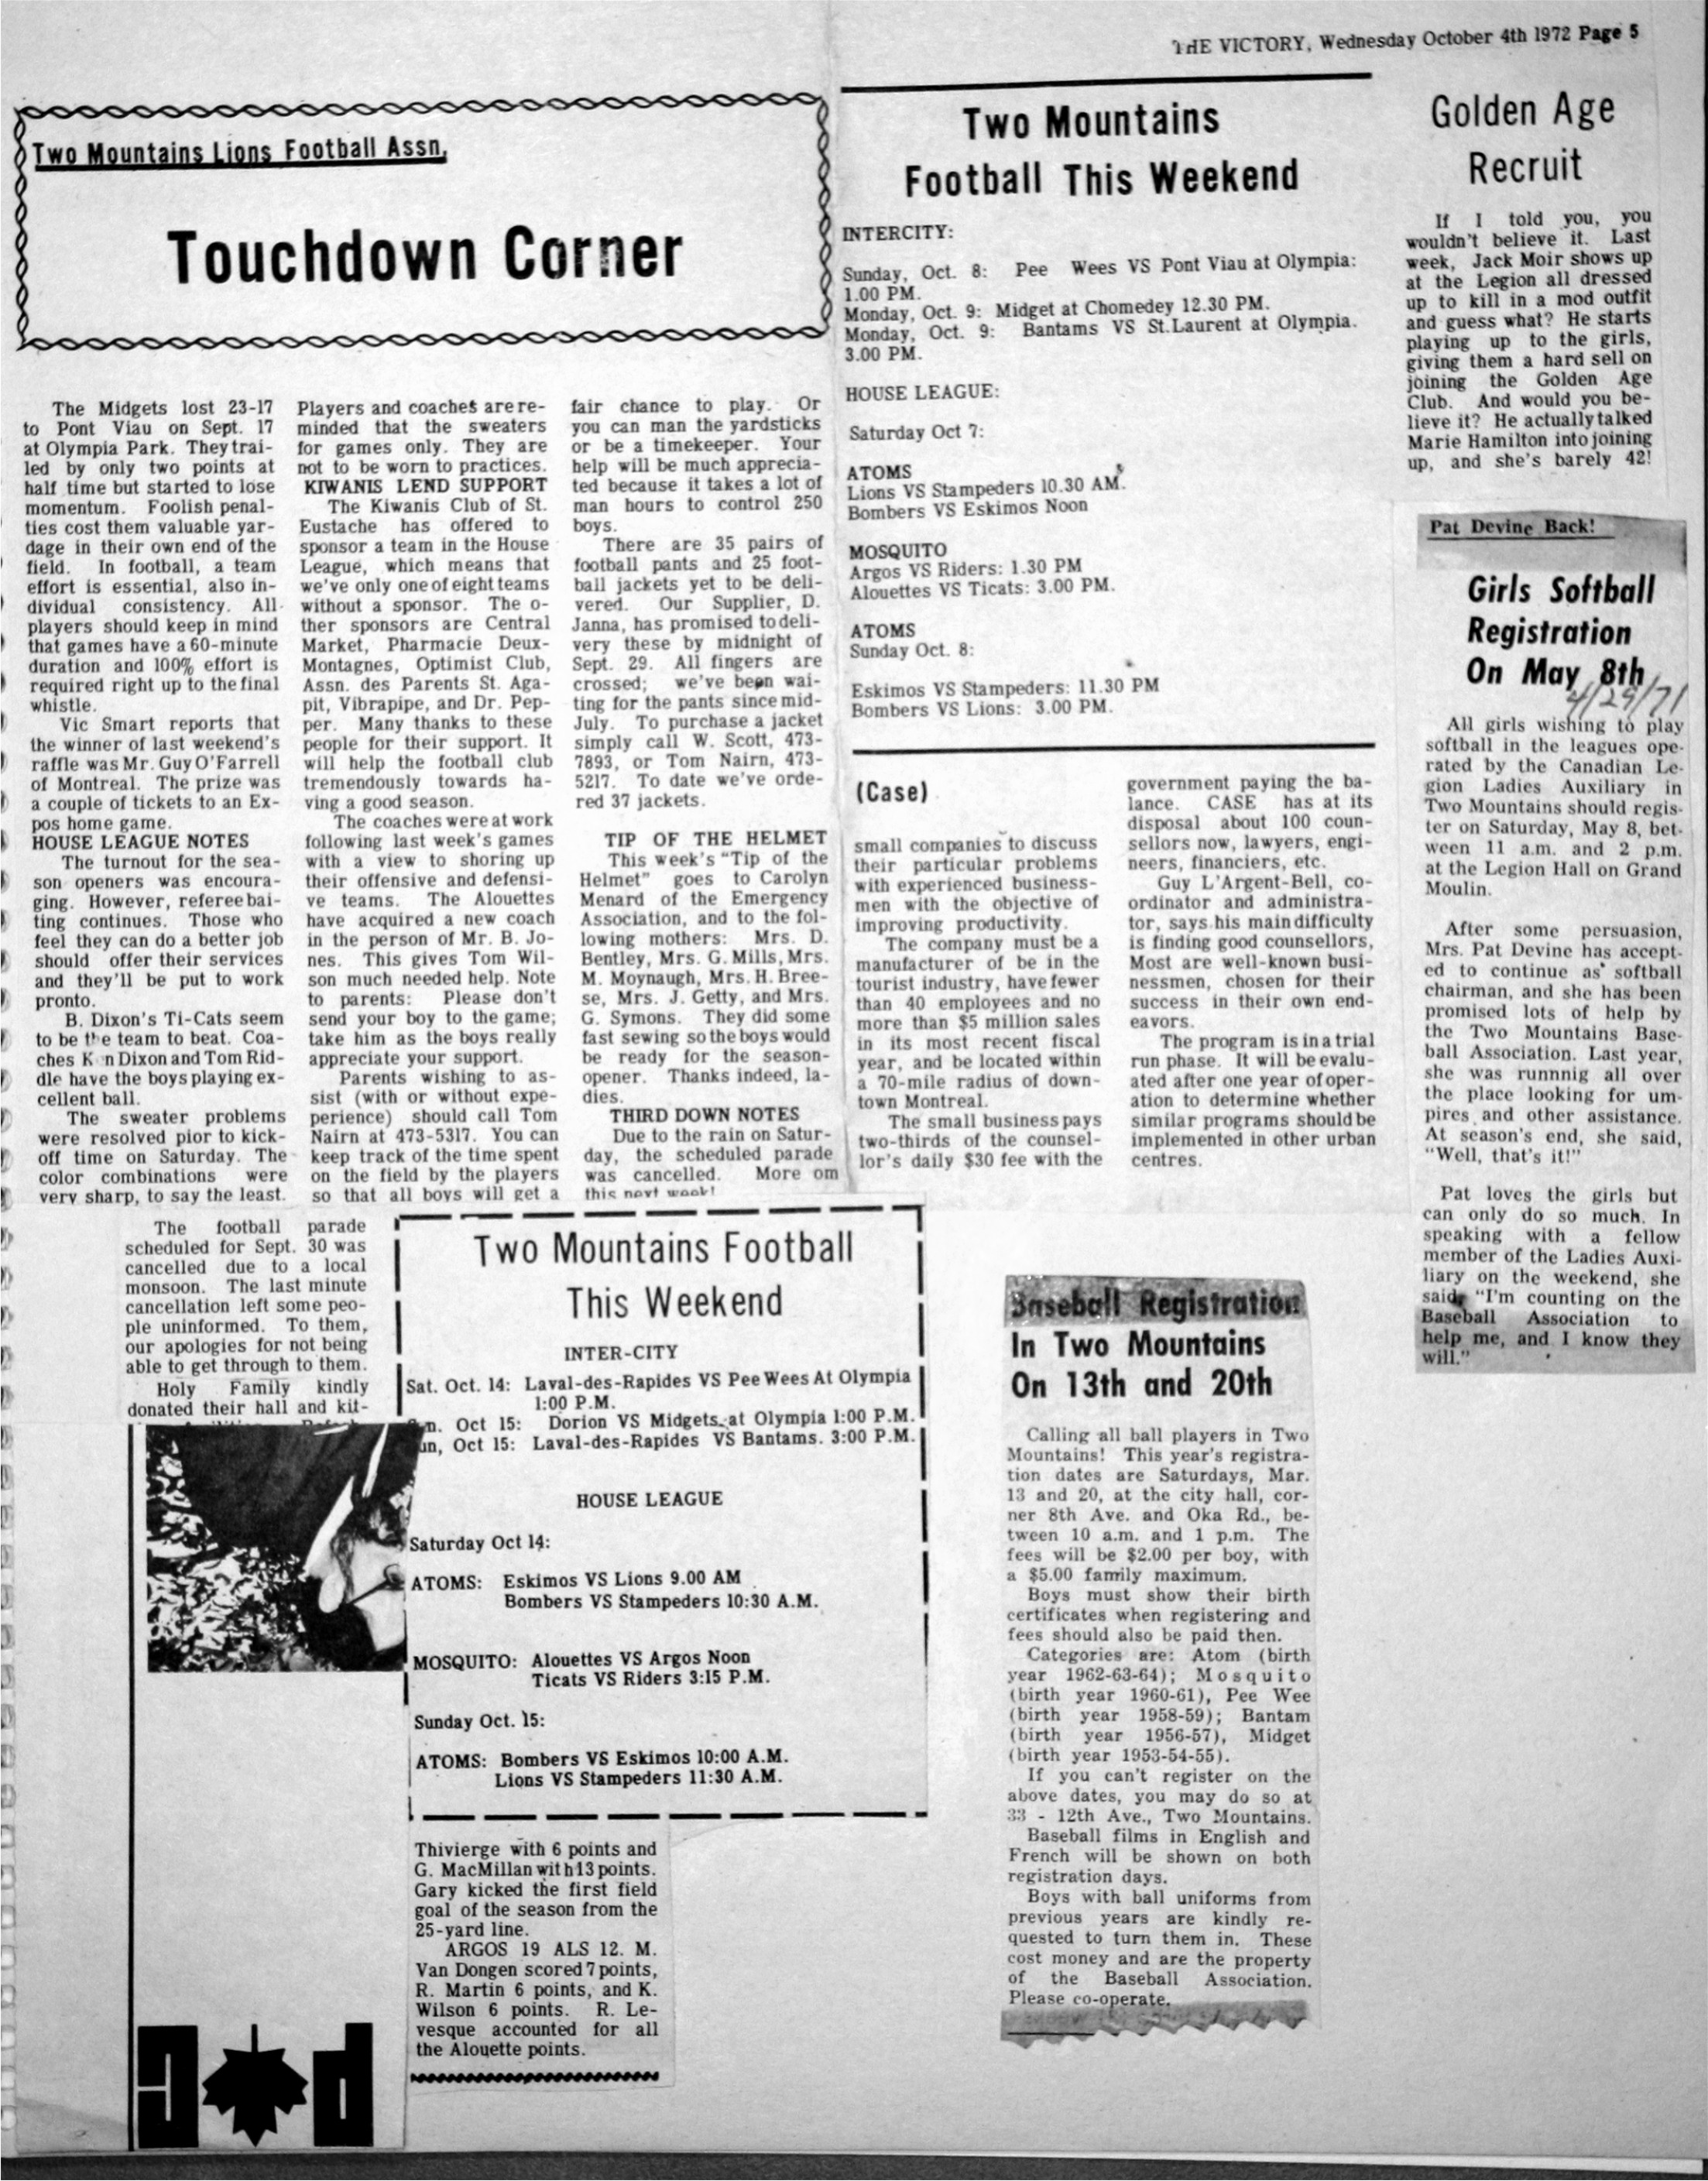 THE VICTORY, Wednesday October 4th 1972 Page 5
Two Mountains Lions Football Assn.
Touchdown Corner
The Midgets lost 23-17
to Pont Viau on Sept. 17
at Olympia Park. They trai-
led by only two points at
half time but started to lose
momentum. Foolish penal-
ties cost them valuable yar-
dage in their own end of the
field. In football, a team
effort is essential, also in-
dividual consistency. All
players should keep in mind
that games have a 60-minute
duration and 100% effort is
required right up to the final
whistle.
Vic Smart reports that
the winner of last weekend's
raffle was Mr. Guy O'Farrell
of Montreal. The prize was
a couple of tickets to an Ex-
pos home game.
HOUSE LEAGUE NOTES
The turnout for the sea-
son openers was encoura-
ging. However, referee bai-
ting continues. Those who
feel they can do a better job
should offer their services
and they'll be put to work
pronto.
B. Dixon's Ti-Cats seem
to be the team to beat. Coa-
ches K n Dixon and Tom Rid-
dle have the boys playing ex-
cellent ball.
The sweater problems
were resolved pior to kick-
off time on Saturday. The
color combinations were
very sharp, to say the least.
Players and coaches are re-
minded that the sweaters
for games only. They are
not to be worn to practices.
KIWANIS LEND SUPPORT
The Kiwanis Club of St.
Eustache has offered to
sponsor a team in the House
League, which means that
we've only one of eight teams
without a sponsor. The o-
ther sponsors are Central
Market, Pharmacie Deux-
Montagnes, Optimist Club,
Assn. des Parents St. Aga-
pit, Vibrapipe, and Dr. Pep-
per. Many thanks to these
people for their support. It
will help the football club
tremendously towards ha-
ving a good season.
The coaches were at work
following last week's games
with a view to shoring up
their offensive and defensi-
ve teams. The Alouettes
have acquired a new coach
in the person of Mr. B. Jo-
nes. This gives Tom Wil-
son much needed help. Note
to parents: Please don't
send your boy to the game;
take him as the boys really
appreciate your support.
Parents wishing to as-
sist (with or without expe-
perience) should call Tom
Nairn at 473-5317. You can
keep track of the time spent
on the field by the players
so that all boys will get a
fair chance to play. Or
you can man the yardsticks
or be a timekeeper. Your
help will be much apprecia-
ted because it takes a lot of
man hours to control 250
boys.
There are 35 pairs of
football pants and 25 foot-
ball jackets yet to be deli-
vered. Our Supplier, D.
Janna, has promised to deli-
very these by midnight of
Sept. 29. All fingers are
crossed; we've been wai-
ting for the pants since mid-
July. To purchase a jacket
simply call W. Scott, 473-
7893, or Tom Nairn, 473-
5217. To date we've orde-
red 37 jackets.
TIP OF THE HELMET
This week's "Tip of the
Helmet" goes to Carolyn
Menard of the Emergency
Association, and to the fol-
lowing mothers: Mrs. D.
Bentley, Mrs. G. Mills, Mrs.
M. Moynaugh, Mrs. H. Bree-
se, Mrs. J. Getty, and Mrs.
G. Symons. They did some
fast sewing so the boys would
be ready for the season-
opener. Thanks indeed, la-
dies.
THIRD DOWN NOTES
Due to the rain on Satur-
day, the scheduled parade
was cancelled. More om
this next week!
Two Mountains
Football This Weekend
INTERCITY:
Sunday, Oct. 8: Pee Wees VS Pont Viau at Olympia:
1.00 PM.
Monday, Oct. 9: Midget at Chomedey 12.30 PM.
Monday, Oct. 9: Bantams VS St.Laurent at Olympia.
3.00 PM.
HOUSE LEAGUE:
Saturday Oct 7:
ATOMS
Lions VS Stampeders 10.30 AM.
Bombers VS Eskimos Noon
MOSQUITO
Argos VS Riders: 1.30 PM
Alouettes VS Ticats: 3.00 PM.
ATOMS
Sunday Oct. 8:
Eskimos VS Stampeders: 11.30 PM
Bombers VS Lions: 3.00 PM.
(Case)
small companies to discuss
their particular problems
with experienced business-
men with the objective of
improving productivity.
The company must be a
manufacturer of be in the
tourist industry, have fewer
than 40 employees and no
more than $5 million sales
in its most recent fiscal
year, and be located within
a 70-mile radius of down-
town Montreal.
The small business pays
two-thirds of the counsel-
lor's daily $30 fee with the
government paying the ba-
lance. CASE has at its
disposal about 100 coun-
sellors now, lawyers, engi-
neers, financiers, etc.
Guy L'Argent-Bell, co-
ordinator and administra-
tor, says his main difficulty
is finding good counsellors,
Most are well-known busi-
nessmen, chosen for their
success in their own end-
eavors.
The program is in a trial
run phase. It will be evalu-
ated after one year of oper-
ation to determine whether
similar programs should be
implemented in other urban
centres.
Golden Age
Recruit
If I told you, you
wouldn't believe it. Last
week, Jack Moir shows up
at the Legion all dressed
up to kill in a mod outfit
and guess what? He starts
playing up to the girls,
giving them a hard sell on
joining the Golden Age
Club. And would you be-
lieve it? He actually talked
Marie Hamilton into joining
up, and she's barely 42!
Pat Devine Back!
Girls Softball
Registration
On May 8th
4/29/71
All girls wishing to play
softball in the leagues ope-
rated by the Canadian Le-
gion Ladies Auxiliary in
Two Mountains should regis-
ter on Saturday, May 8, bet-
ween 11 a.m. and 2 p.m.
at the Legion Hall on Grand
Moulin.
After some persuasion,
Mrs. Pat Devine has accept-
ed to continue as softball
chairman, and she has been
promised lots of help by
the Two Mountains Base-
ball Association. Last year,
she was runnnig all over
the place looking for um-
pires and other assistance.
At season's end, she said,
"Well, that's it!"
Pat loves the girls but
can only do so much. In
speaking with a fellow
member of the Ladies Auxi-
liary on the weekend, she
said, "I'm counting on the
Baseball Association to
help me, and I know they
will."
The football parade
scheduled for Sept. 30 was
cancelled due to a local
monsoon. The last minute
cancellation left some peo-
ple uninformed. To them,
our apologies for not being
able to get through to them.
Holy Family kindly
donated their hall and kit-
Two Mountains Football
This Weekend
INTER-CITY
Sat. Oct. 14: Laval-des-Rapides VS Pee Wees At Olympia
1:00 P.M.
n. Oct 15: Dorion VS Midgets at Olympia 1:00 P.M.
un, Oct 15: Laval-des-Rapides VS Bantams. 3:00 P.M.
HOUSE LEAGUE
Saturday Oct 14:
ATOMS: Eskimos VS Lions 9.00 AM
Bombers VS Stampeders 10:30 A.M.
MOSQUITO: Alouettes VS Argos Noon
Ticats VS Riders 3:15 P.M.
Sunday Oct. 15:
ATOMS: Bombers VS Eskimos 10:00 A.M.
Lions VS Stampeders 11:30 A.M.
Thivierge with 6 points and
G. MacMillan with 13 points.
Gary kicked the first field
goal of the season from the
25-yard line.
ARGOS 19 ALS 12. M.
Van Dongen scored 7 points,
R. Martin 6 points, and K.
Wilson 6 points. R. Le-
vesque accounted for all
the Alouette points.
Baseball Registration
In Two Mountains
On 13th and 20th
Calling all ball players in Two
Mountains! This year's registra-
tion dates are Saturdays, Mar.
13 and 20, at the city hall, cor-
ner 8th Ave. and Oka Rd., be-
tween 10 a.m. and 1 p.m. The
fees will be $2.00 per boy, with
a $5.00 family maximum.
Boys must show their birth
certificates when registering and
fees should also be paid then.
Categories are: Atom (birth
year 1962-63-64); Mosquito
(birth year 1960-61), Pee Wee
(birth year 1958-59); Bantam
(birth year 1956-57), Midget
(birth year 1953-54-55).
If you can't register on the
above dates, you may do so at
33 - 12th Ave., Two Mountains.
Baseball films in English and
French will be shown on both
registration days.
Boys with ball uniforms from
previous years are kindly re-
quested to turn them in. These
cost money and are the property
of the Baseball Association.
Please co-operate.